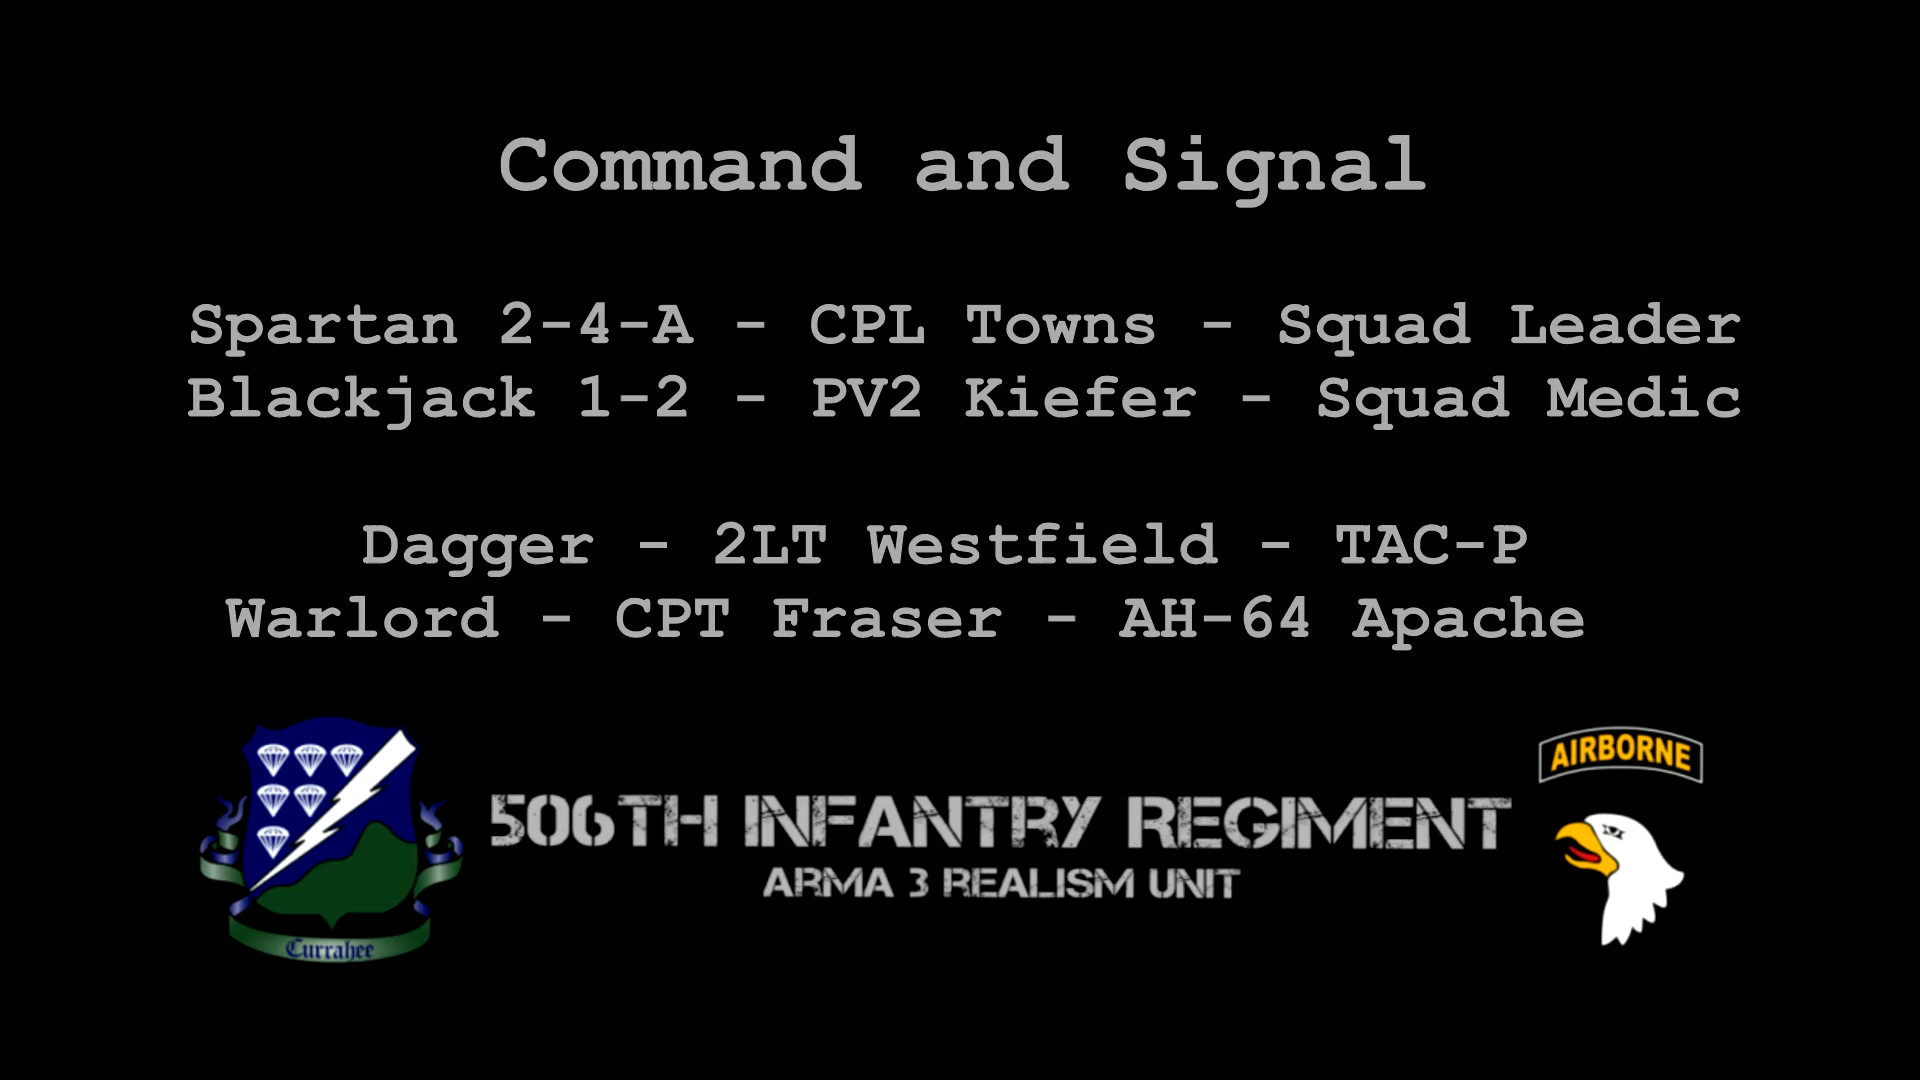 Command and Signal
Spartan 2-4-A - CPL Towns - Squad Leader
Blackjack 1-2 - PV2 Kiefer - Squad Medic
Dagger - 2LT Westfield - TAC-P
Warlord - CPT Fraser - AH-64 Apache
AIRBORNE
506TH INFANTRY REGIMENT
ARMA 3 REALISM UNIT
Currahee